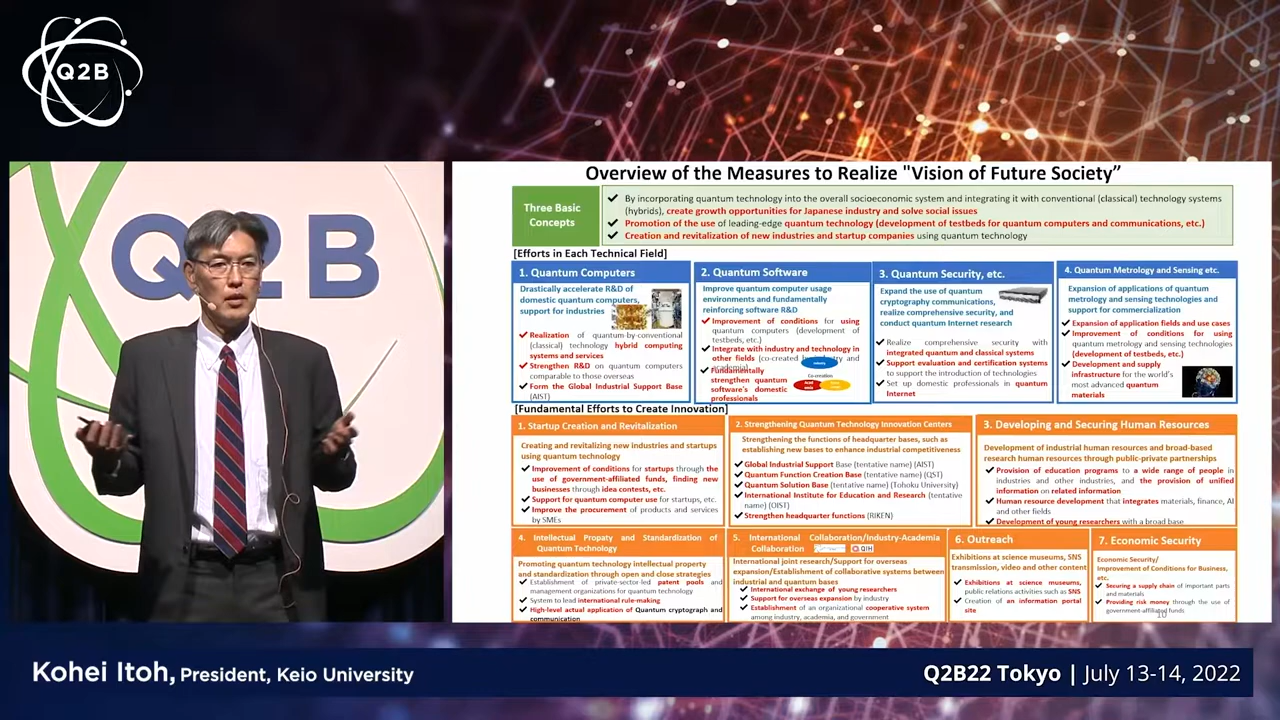 Q2B
Q2B
Overview of the Measures to Realize "Vision of Future Society”
Three Basic
Concepts
✓ By incorporating quantum technology into the overall socioeconomic system and integrating it with conventional (classical) technology systems
(hybrids), create growth opportunities for Japanese industry and solve social issues
✓ Promotion of the use of leading-edge quantum technology (development of testbeds for quantum computers and communications, etc.)
✓ Creation and revitalization of new industries and startup companies using quantum technology
[Efforts in Each Technical Field]
1. Quantum Computers
Drastically accelerate R&D of
domestic quantum computers,
support for industries
✓ Realization of quantum-by-conventional
(classical) technology hybrid computing
systems and services
✓ Strengthen R&D on quantum computers
comparable to those overseas
✓ Form the Global Industrial Support Base
(AIST)
2. Quantum Software
Improve quantum computer usage
environments and fundamentally
reinforcing software R&D
✓ Improvement of conditions for using
quantum computers (development of
testbeds, etc.)
✓ Integrate with industry and technology in
other fields (co-created by industry and
academia)
✓ Fundamentally
strengthen quantum
software's domestic
professionals
Industry
Co-creation
3. Quantum Security, etc.
Expand the use of quantum
cryptography communications,
realize comprehensive security, and
conduct quantum Internet research
✓ Realize comprehensive security with
integrated quantum and classical systems
✓ Support evaluation and certification systems
to support the introduction of technologies
✓ Set up domestic professionals in quantum
Internet
4. Quantum Metrology and Sensing etc.
Expansion of applications of quantum
metrology and sensing technologies and
support for commercialization
✓ Expansion of application fields and use cases
✓ Improvement of conditions for using
quantum metrology and sensing technologies
(development of testbeds, etc.)
✓ Development and supply
infrastructure for the world's
most advanced quantum
materials
[Fundamental Efforts to Create Innovation]
1. Startup Creation and Revitalization
Creating and revitalizing new industries and startups
using quantum technology
✓ Improvement of conditions for startups through the
use of government-affiliated funds, finding new
businesses through idea contests, etc.
✓ Support for quantum computer use for startups, etc.
✓ Improve the procurement of products and services
by SMEs
2. Strengthening Quantum Technology Innovation Centers
Strengthening the functions of headquarter bases, such as
establishing new bases to enhance industrial competitiveness
✓ Global Industrial Support Base (tentative name) (AIST)
✓ Quantum Function Creation Base (tentative name) (QST)
✓ Quantum Solution Base (tentative name) (Tohoku University)
✓ International Institute for Education and Research (tentative
name) (OIST)
✓ Strengthen headquarter functions (RIKEN)
3. Developing and Securing Human Resources
Development of industrial human resources and broad-based
research human resources through public-private partnerships
✓ Provision of education programs to a wide range of people in
industries and other industries, and the provision of unified
information on related information
✓ Human resource development that integrates materials, finance, AI
and other fields
✓ Development of young researchers with a broad base
4. Intellectual Propaty and Standardization of
Quantum Technology
Promoting quantum technology intellectual property
and standardization through open and close strategies
✓ Establishment of private-sector-led patent pools and
management organizations for quantum technology
✓ System to lead international rule-making
✓ High-level actual application of Quantum cryptograph and
communication
5. International Collaboration/Industry-Academia
Collaboration
QIH
International joint research/Support for overseas
expansion/Establishment of collaborative systems between
industrial and quantum bases
✓ International exchange of young researchers
✓ Support for overseas expansion by industry
✓ Establishment of an organizational cooperative system
among industry, academia, and government
6. Outreach
Exhibitions at science museums, SNS
transmission, video and other content
✓ Exhibitions at science museums,
public relations activities such as SNS
✓ Creation of an information portal
site
7. Economic Security
Economic Security/
Improvement of Conditions for Business,
etc.
✓ Securing a supply chain of important parts
and materials
✓ Providing risk money through the use of
government-affiliated funds
10
Kohei Itoh, President, Keio University
Q2B22 Tokyo | July 13-14, 2022